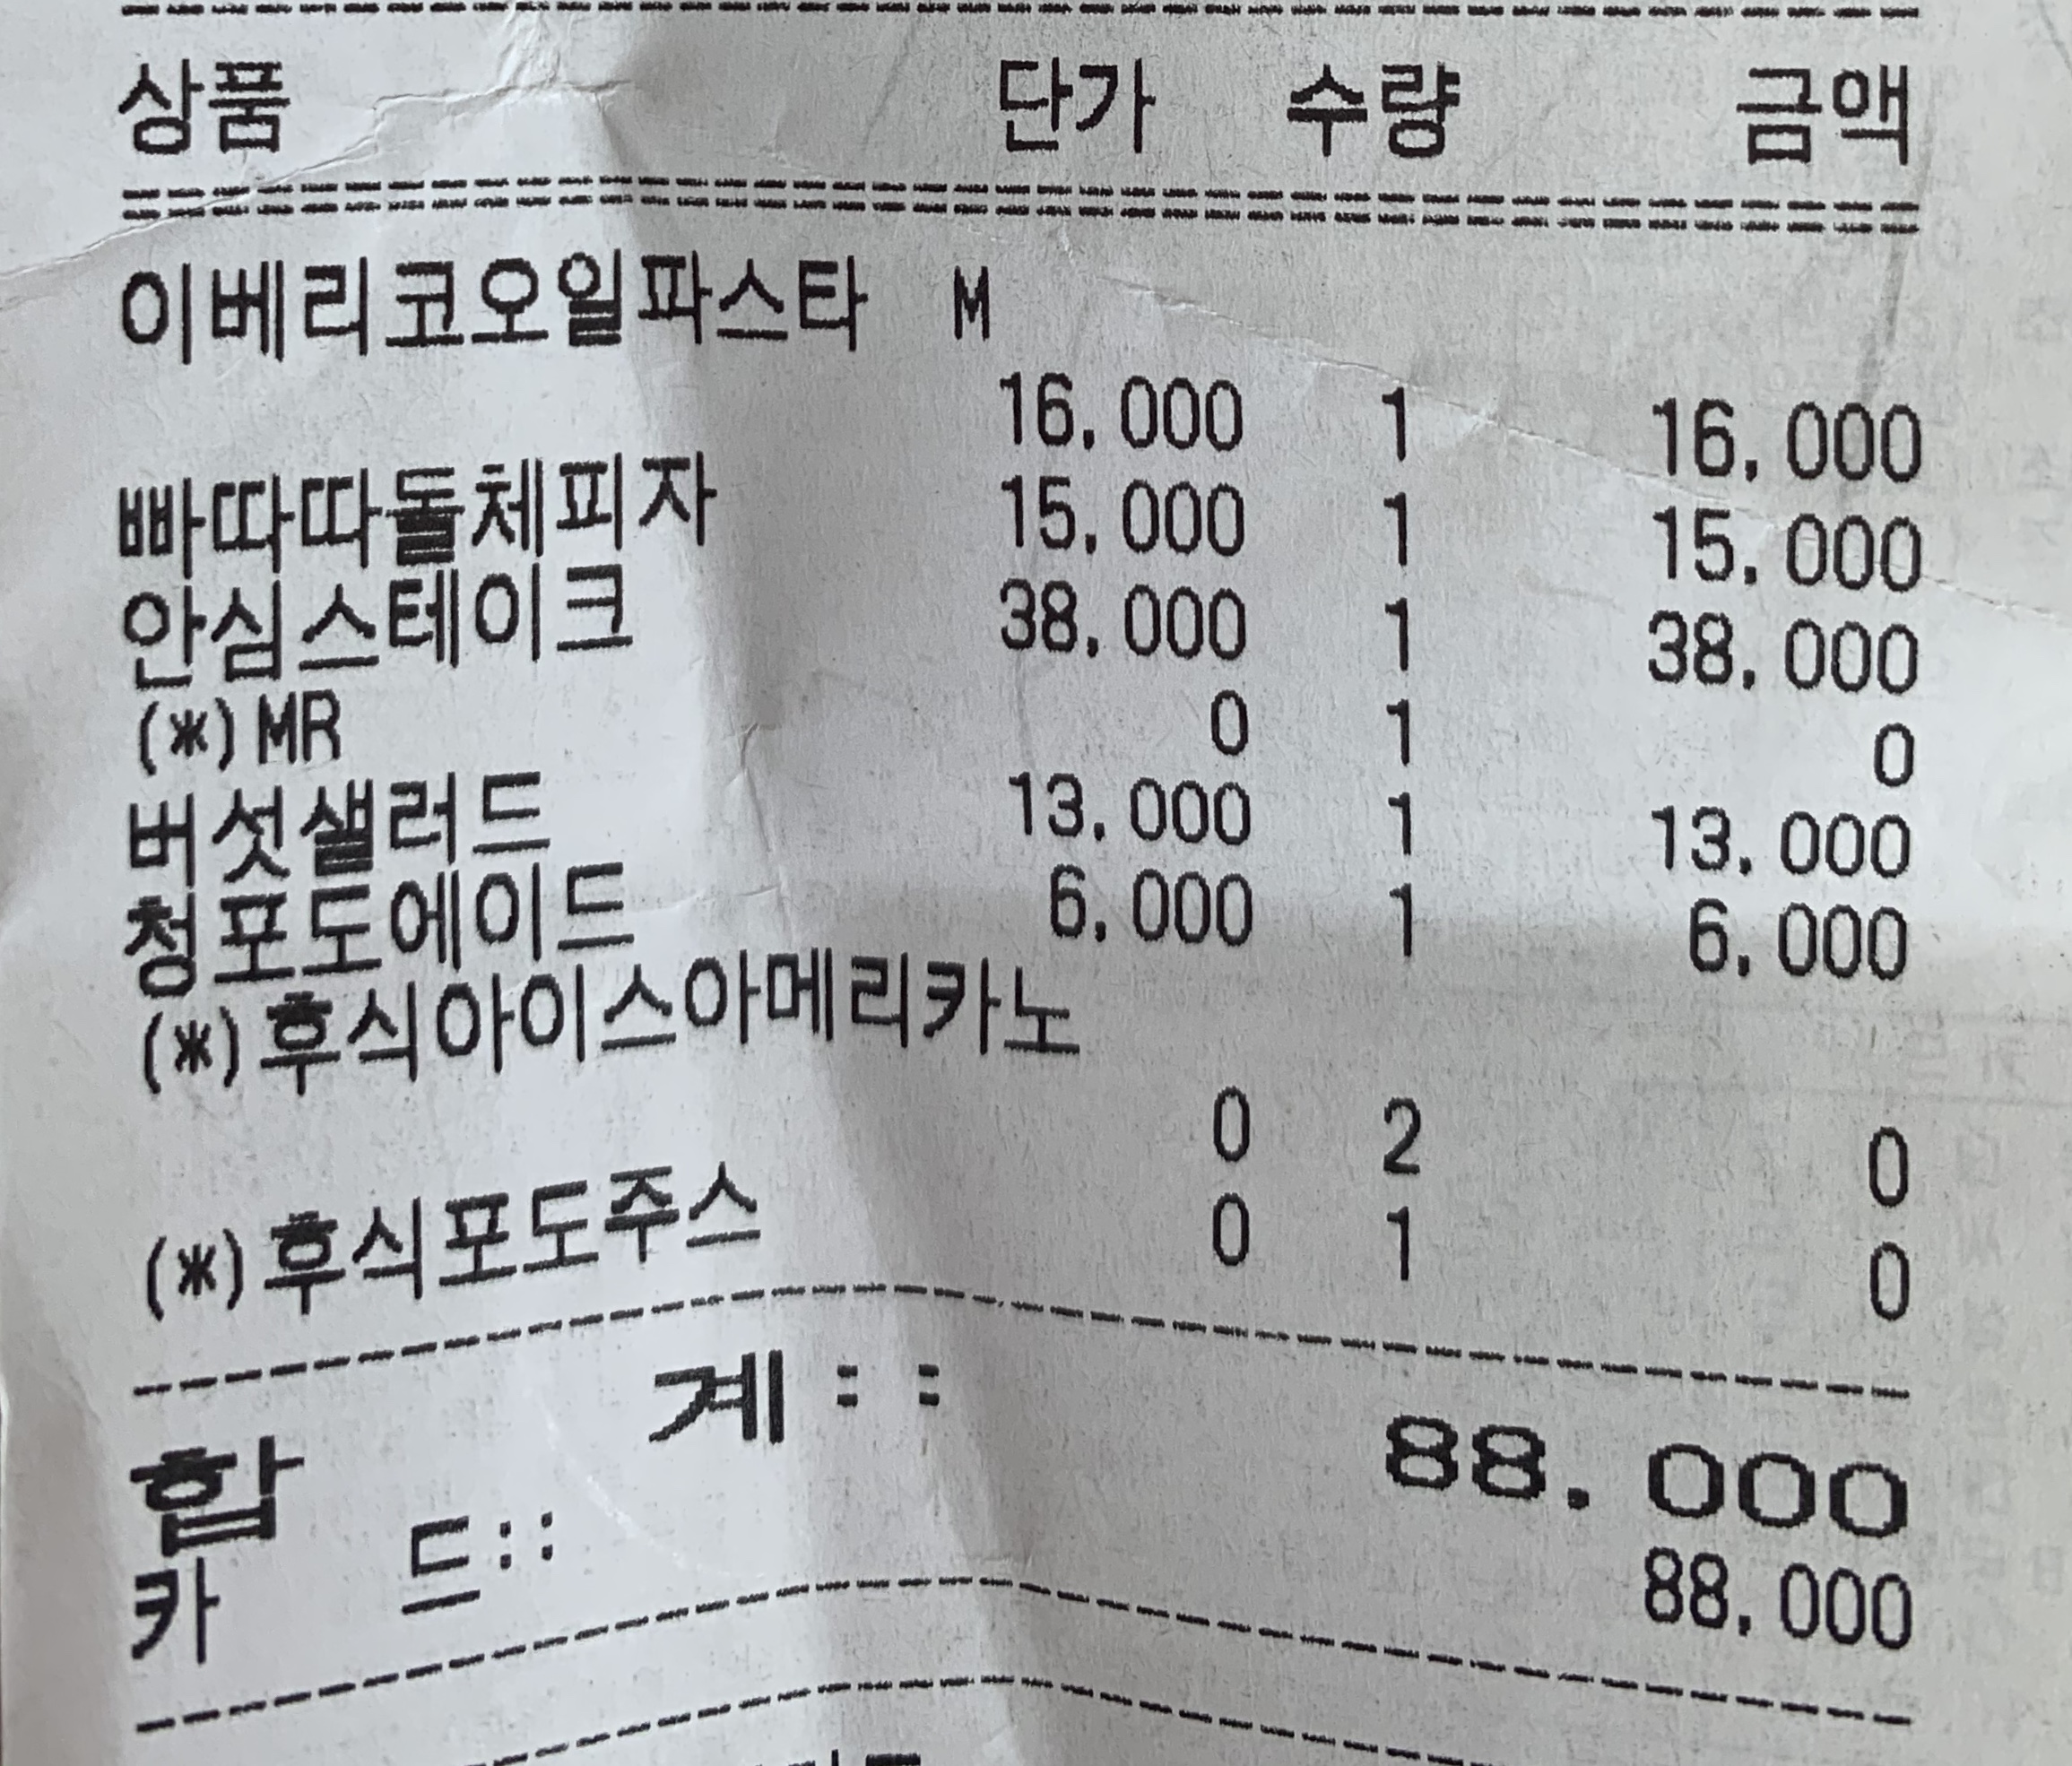 상품 단가 수량 금액
이베리코오일파스타 M
16,000 1 16,000
빠따따돌체피자 15,000 1 15,000
안심스테이크 38,000 1 38,000
(*)MR 0 1 0
버섯샐러드 13,000 1 13,000
청포도에이드 6,000 1 6,000
(*)후식아이스아메리카노
0 2 0
(*)후식포도주스 0 1 0
합 계:: 88,000
카 드:: 88,000